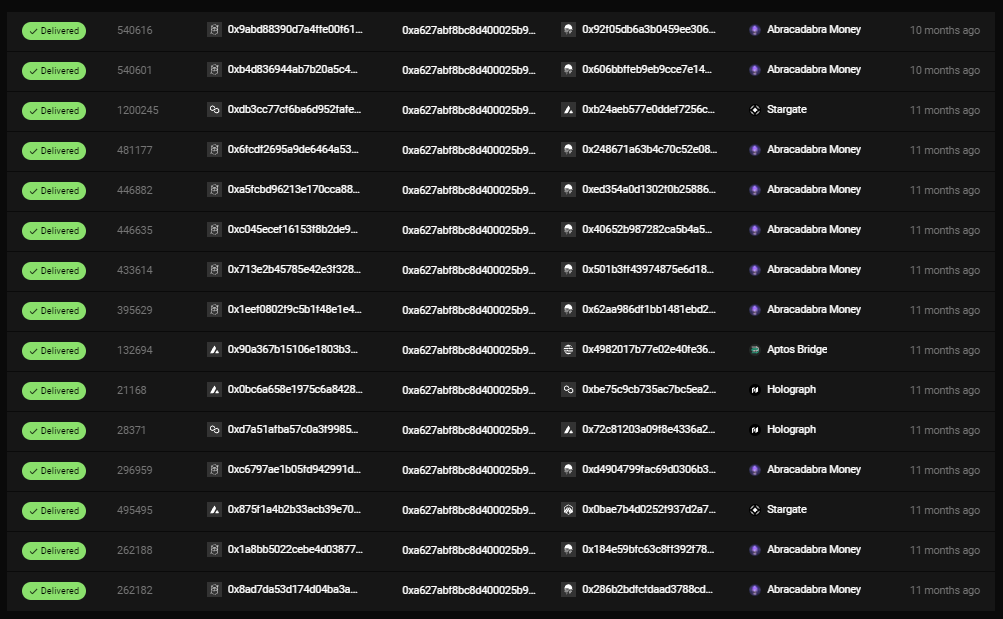 Delivered 540616 0x9abd88390d7a4ffe00f61... 0xa627abf8bc8d400025b9... 0x92f05db6a3b0459ee306... Abracadabra Money 10 months ago
Delivered 540601 0xb4d836944ab7b20a5c4... 0xa627abf8bc8d400025b9... 0x606bbffeb9eb9cce7e14... Abracadabra Money 10 months ago
Delivered 1200245 0xdb3cc77cf6ba6d952fafe... 0xa627abf8bc8d400025b9... 0xb24aeb577e0ddef7256c... Stargate 11 months ago
Delivered 481177 0x6fcdf2695a9de6464a53... 0xa627abf8bc8d400025b9... 0x248671a63b4c70c52e08... Abracadabra Money 11 months ago
Delivered 446882 0xa5fcbd96213e170cca88... 0xa627abf8bc8d400025b9... 0xed354a0d1302f0b25886... Abracadabra Money 11 months ago
Delivered 446635 0xc045ecef16153f8b2de9... 0xa627abf8bc8d400025b9... 0x40652b987282ca5b4a5... Abracadabra Money 11 months ago
Delivered 433614 0x713e2b45785e42e3f328... 0xa627abf8bc8d400025b9... 0x501b3ff43974875e6d18... Abracadabra Money 11 months ago
Delivered 395629 0x1eef0802f9c5b1f48e1e4... 0xa627abf8bc8d400025b9... 0x62aa986df1bb1481ebd2... Abracadabra Money 11 months ago
Delivered 132694 0x90a367b15106e1803b3... 0xa627abf8bc8d400025b9... 0x4982017b77e02e40fe36... Aptos Bridge 11 months ago
Delivered 21168 0x0bc6a658e1975c6a8428... 0xa627abf8bc8d400025b9... 0xbe75c9cb735ac7bc5ea2... Holograph 11 months ago
Delivered 28371 0xd7a51afba57c0a3f9985... 0xa627abf8bc8d400025b9... 0x72c81203a09f8e4336a2... Holograph 11 months ago
Delivered 296959 0xc6797ae1b05fd942991d... 0xa627abf8bc8d400025b9... 0xd4904799fac69d0306b3... Abracadabra Money 11 months ago
Delivered 495495 0x875f1a4b2b33acb39e70... 0xa627abf8bc8d400025b9... 0x0bae7b4d0252f937d2a7... Stargate 11 months ago
Delivered 262188 0x1a8bb5022cebe4d03877... 0xa627abf8bc8d400025b9... 0x184e59bfc63c8ff392f78... Abracadabra Money 11 months ago
Delivered 262182 0x8ad7da53d174d04ba3a... 0xa627abf8bc8d400025b9... 0x286b2bdfcfdaad3788cd... Abracadabra Money 11 months ago